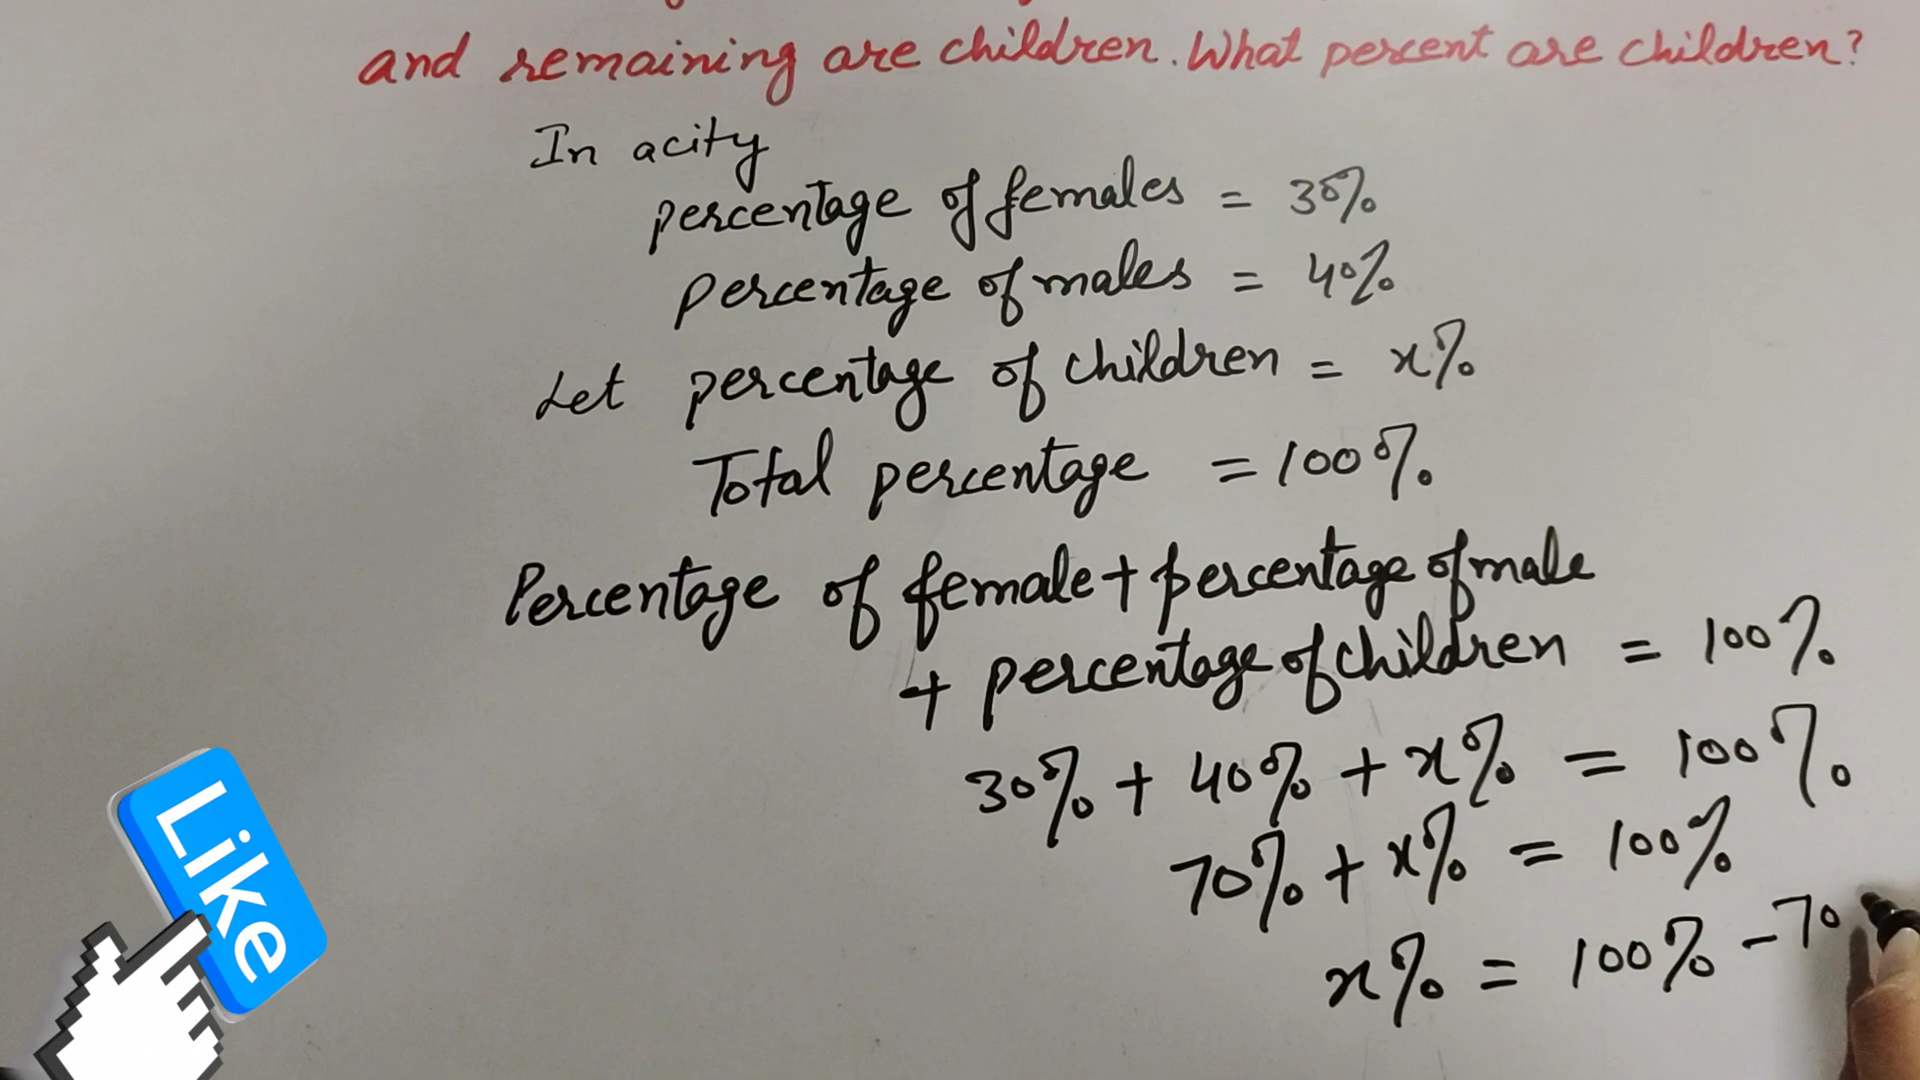 and remaining are children. What percent are children?
In a city
percentage of females = 30%
percentage of males = 40%
Let percentage of children = x%
Total percentage = 100%
Percentage of female + percentage of male
+ percentage of children = 100%
30% + 40% + x% = 100%
70% + x% = 100%
x% = 100% - 70
Like